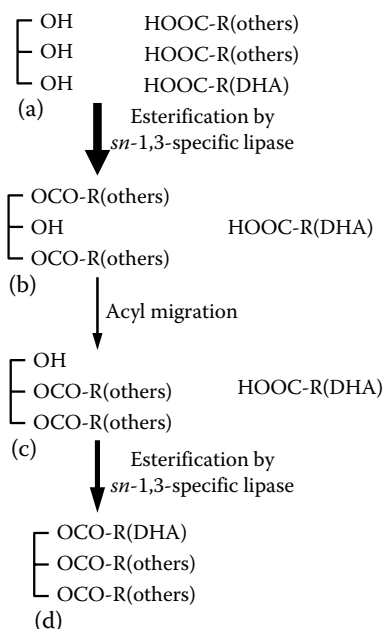 OH HOOC-R(others)
OH HOOC-R(others)
OH HOOC-R(DHA)
(a)
Esterification by
sn-1,3-specific lipase
OCO-R(others)
OH HOOC-R(DHA)
OCO-R(others)
(b)
Acyl migration
OH
OCO-R(others) HOOC-R(DHA)
OCO-R(others)
(c)
Esterification by
sn-1,3-specific lipase
OCO-R(DHA)
OCO-R(others)
OCO-R(others)
(d)